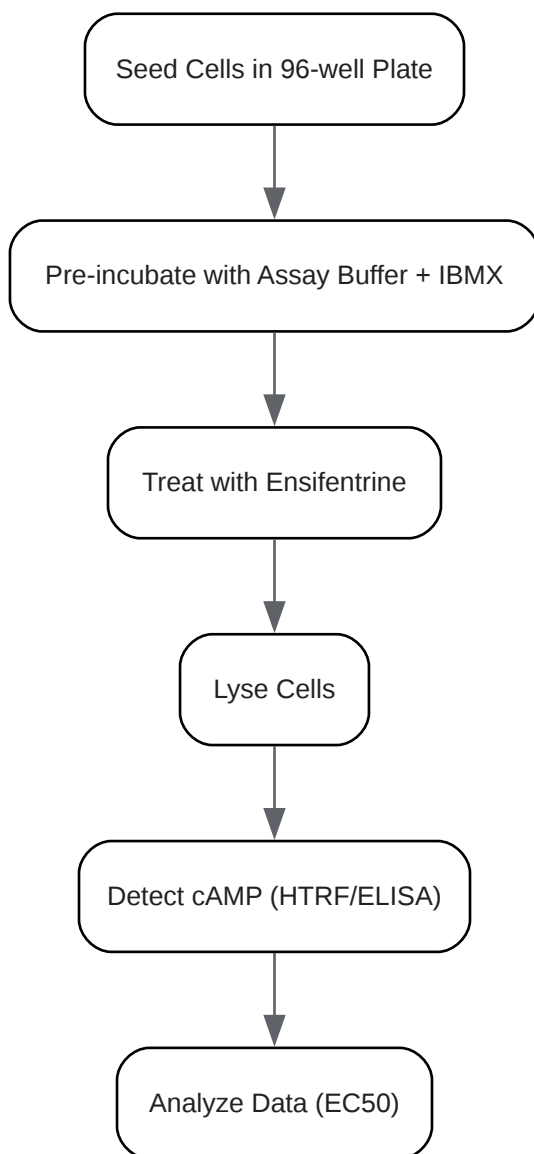 Seed Cells in 96-well Plate
Pre-incubate with Assay Buffer + IBMX
Treat with Ensifentrine
Lyse Cells
Detect cAMP (HTRF/ELISA)
Analyze Data (EC50)